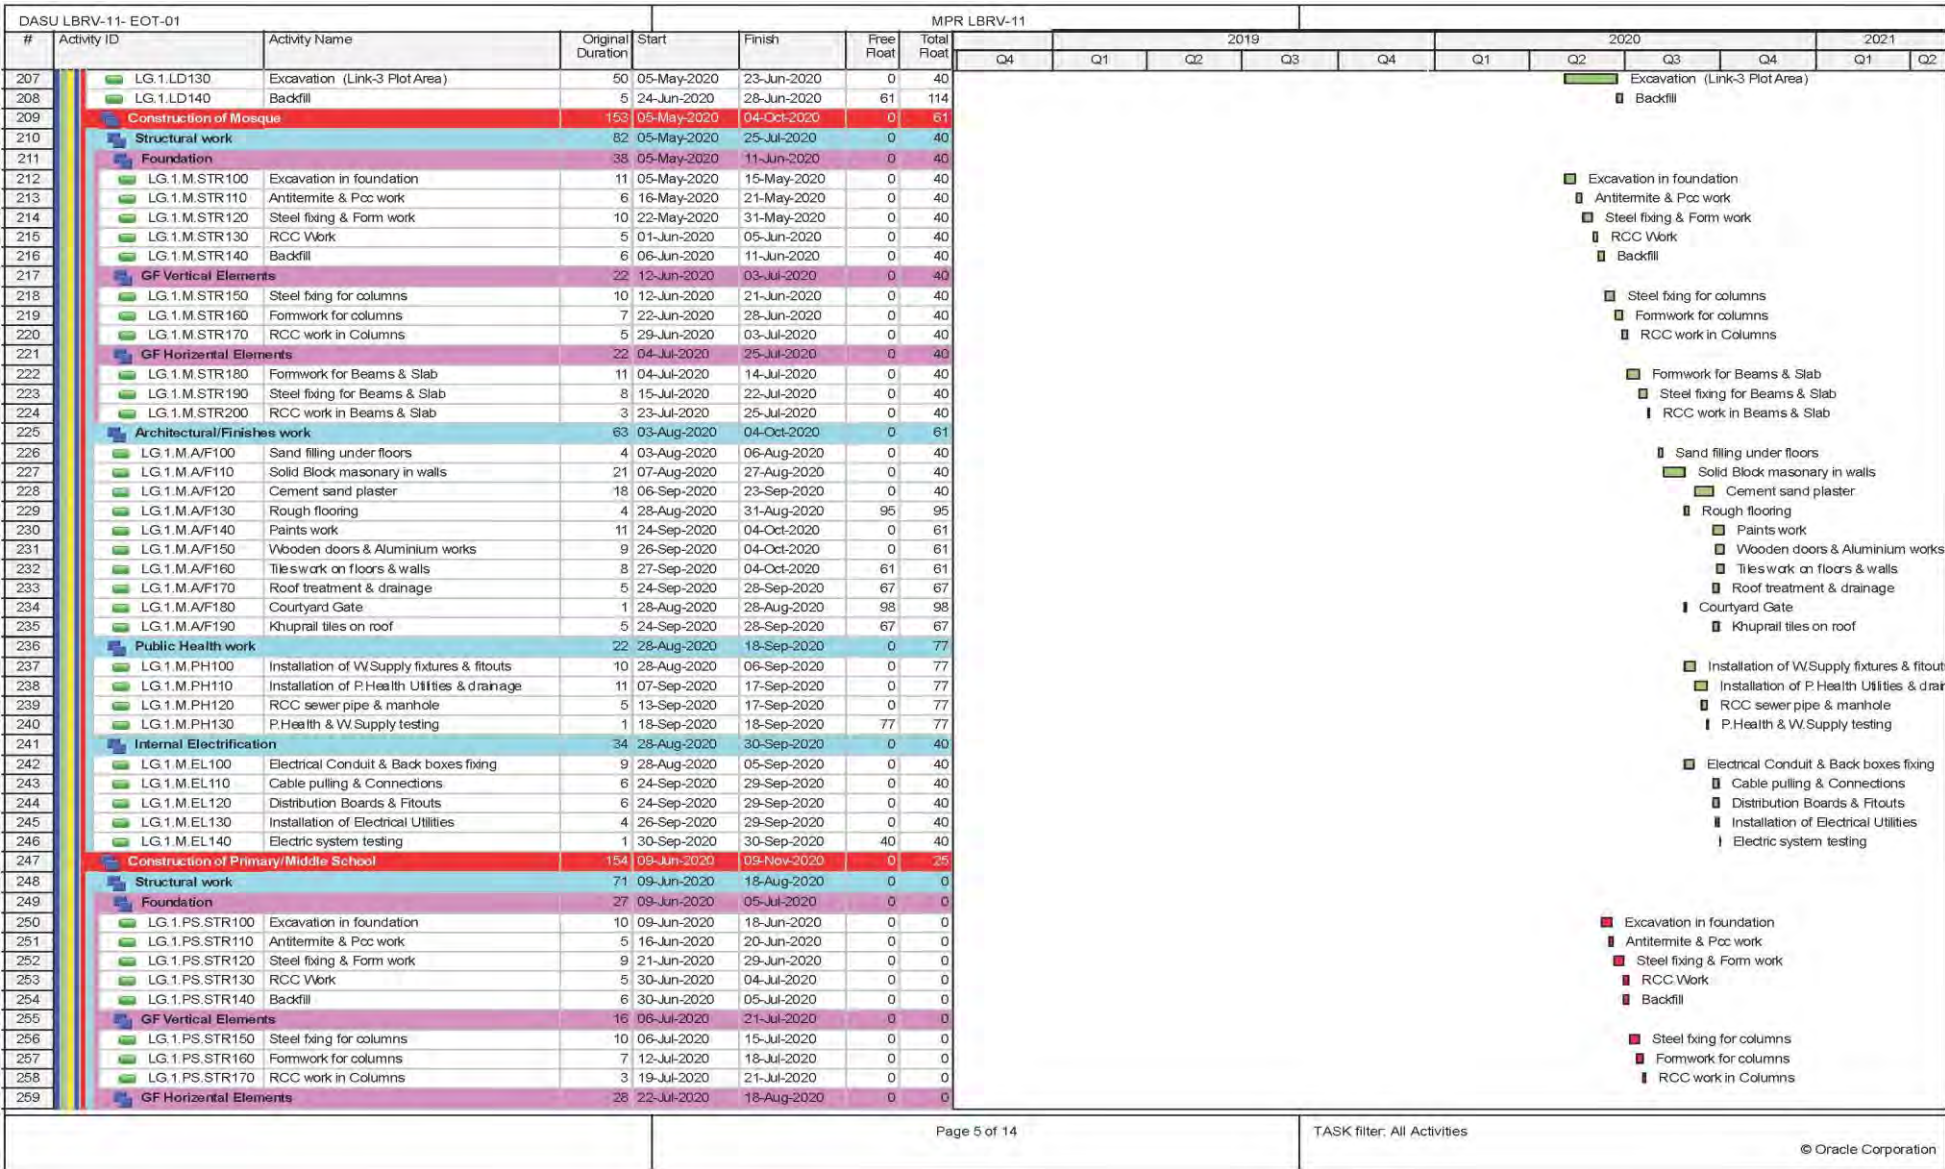 DASU LBRV-11- EOT-01 MPR LBRV-11
# Activity ID Activity Name Original Duration Start Finish Free Float Total Float 2019 2020 2021
Q4 Q1 Q2 Q3 Q4 Q1 Q2 Q3 Q4 Q1 Q2
207 LG.1.LD130 Excavation (Link-3 Plot Area) 50 05-May-2020 23-Jun-2020 0 40 Excavation (Link-3 Plot Area)
208 LG.1.LD140 Backfill 5 24-Jun-2020 28-Jun-2020 61 114 Backfill
209 Construction of Mosque 153 05-May-2020 04-Oct-2020 0 61
210 Structural work 82 05-May-2020 25-Jul-2020 0 40
211 Foundation 38 05-May-2020 11-Jun-2020 0 40
212 LG.1.M.STR100 Excavation in foundation 11 05-May-2020 15-May-2020 0 40 Excavation in foundation
213 LG.1.M.STR110 Antitermite & Pcc work 6 16-May-2020 21-May-2020 0 40 Antitermite & Pcc work
214 LG.1.M.STR120 Steel fixing & Form work 10 22-May-2020 31-May-2020 0 40 Steel fixing & Form work
215 LG.1.M.STR130 RCC Work 5 01-Jun-2020 05-Jun-2020 0 40 RCC Work
216 LG.1.M.STR140 Backfill 6 06-Jun-2020 11-Jun-2020 0 40 Backfill
217 GF Vertical Elements 22 12-Jun-2020 03-Jul-2020 0 40
218 LG.1.M.STR150 Steel fxing for columns 10 12-Jun-2020 21-Jun-2020 0 40 Steel fxing for columns
219 LG.1.M.STR160 Formwork for columns 7 22-Jun-2020 28-Jun-2020 0 40 Formwork for columns
220 LG.1.M.STR170 RCC work in Columns 5 29-Jun-2020 03-Jul-2020 0 40 RCC work in Columns
221 GF Horizental Elements 22 04-Jul-2020 25-Jul-2020 0 40
222 LG.1.M.STR180 Formwork for Beams & Slab 11 04-Jul-2020 14-Jul-2020 0 40 Formwork for Beams & Slab
223 LG.1.M.STR190 Steel fixing for Beams & Slab 8 15-Jul-2020 22-Jul-2020 0 40 Steel fixing for Beams & Slab
224 LG.1.M.STR200 RCC work in Beams & Slab 3 23-Jul-2020 25-Jul-2020 0 40 RCC work in Beams & Slab
225 Architectural/Finishes work 63 03-Aug-2020 04-Oct-2020 0 61
226 LG.1.M.A/F100 Sand filling under floors 4 03-Aug-2020 06-Aug-2020 0 40 Sand filling under floors
227 LG.1.M.A/F110 Solid Block masonary in walls 21 07-Aug-2020 27-Aug-2020 0 40 Solid Block masonary in walls
228 LG.1.M.A/F120 Cement sand plaster 18 06-Sep-2020 23-Sep-2020 0 40 Cement sand plaster
229 LG.1.M.A/F130 Rough flooring 4 28-Aug-2020 31-Aug-2020 95 95 Rough flooring
230 LG.1.M.A/F140 Paints work 11 24-Sep-2020 04-Oct-2020 0 61 Paints work
231 LG.1.M.A/F150 Wooden doors & Aluminium works 9 26-Sep-2020 04-Oct-2020 0 61 Wooden doors & Aluminium works
232 LG.1.M.A/F160 Tiles work on floors & walls 8 27-Sep-2020 04-Oct-2020 61 61 Tiles work on floors & walls
233 LG.1.M.A/F170 Roof treatment & drainage 5 24-Sep-2020 28-Sep-2020 67 67 Roof treatment & drainage
234 LG.1.M.A/F180 Courtyard Gate 1 28-Aug-2020 28-Aug-2020 98 98 Courtyard Gate
235 LG.1.M.A/F190 Khuprail tiles on roof 5 24-Sep-2020 28-Sep-2020 67 67 Khuprail tiles on roof
236 Public Health work 22 28-Aug-2020 18-Sep-2020 0 77
237 LG.1.M.PH100 Installation of W.Supply fixtures & fitouts 10 28-Aug-2020 06-Sep-2020 0 77 Installation of W.Supply fixtures & fitouts
238 LG.1.M.PH110 Installation of P.Health Utilities & drainage 11 07-Sep-2020 17-Sep-2020 0 77 Installation of P.Health Utilities & drai
239 LG.1.M.PH120 RCC sewer pipe & manhole 5 13-Sep-2020 17-Sep-2020 0 77 RCC sewer pipe & manhole
240 LG.1.M.PH130 P.Health & W.Supply testing 1 18-Sep-2020 18-Sep-2020 77 77 P.Health & W.Supply testing
241 Internal Electrification 34 28-Aug-2020 30-Sep-2020 0 40
242 LG.1.M.EL100 Electrical Conduit & Back boxes fixing 9 28-Aug-2020 05-Sep-2020 0 40 Electrical Conduit & Back boxes fixing
243 LG.1.M.EL110 Cable pulling & Connections 6 24-Sep-2020 29-Sep-2020 0 40 Cable pulling & Connections
244 LG.1.M.EL120 Distribution Boards & Fitouts 6 24-Sep-2020 29-Sep-2020 0 40 Distribution Boards & Fitouts
245 LG.1.M.EL130 Installation of Electrical Utilities 4 26-Sep-2020 29-Sep-2020 0 40 Installation of Electrical Utilities
246 LG.1.M.EL140 Electric system testing 1 30-Sep-2020 30-Sep-2020 40 40 Electric system testing
247 Construction of Primary/Middle School 154 09-Jun-2020 09-Nov-2020 0 25
248 Structural work 71 09-Jun-2020 18-Aug-2020 0 0
249 Foundation 27 09-Jun-2020 05-Jul-2020 0 0
250 LG.1.PS.STR100 Excavation in foundation 10 09-Jun-2020 18-Jun-2020 0 0 Excavation in foundation
251 LG.1.PS.STR110 Antitermite & Pcc work 5 16-Jun-2020 20-Jun-2020 0 0 Antitermite & Pcc work
252 LG.1.PS.STR120 Steel fixing & Form work 9 21-Jun-2020 29-Jun-2020 0 0 Steel fixing & Form work
253 LG.1.PS.STR130 RCC Work 5 30-Jun-2020 04-Jul-2020 0 0 RCC Work
254 LG.1.PS.STR140 Backfill 6 30-Jun-2020 05-Jul-2020 0 0 Backfill
255 GF Vertical Elements 16 06-Jul-2020 21-Jul-2020 0 0
256 LG.1.PS.STR150 Steel fxing for columns 10 06-Jul-2020 15-Jul-2020 0 0 Steel fxing for columns
257 LG.1.PS.STR160 Formwork for columns 7 12-Jul-2020 18-Jul-2020 0 0 Formwork for columns
258 LG.1.PS.STR170 RCC work in Columns 3 19-Jul-2020 21-Jul-2020 0 0 RCC work in Columns
259 GF Horizental Elements 28 22-Jul-2020 18-Aug-2020 0 0
Page 5 of 14 TASK filter: All Activities
© Oracle Corporation